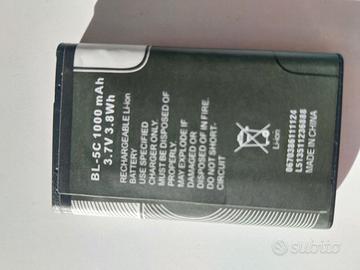 BL-5C 1000 mAh
3.7V 3.8Wh
RECHARGEABLE Li-Ion
BATTERY
USE SPECIFIED
CHARGER ONLY.
MUST BE DISPOSED OF
PROPERLY.
MAY EXPLODE IF
DISPOSED OF IN FIRE.
DO NOT SHORT-
CIRCUIT
Li-ion
0670386111124
L513511236888
MADE IN CHINA
subito